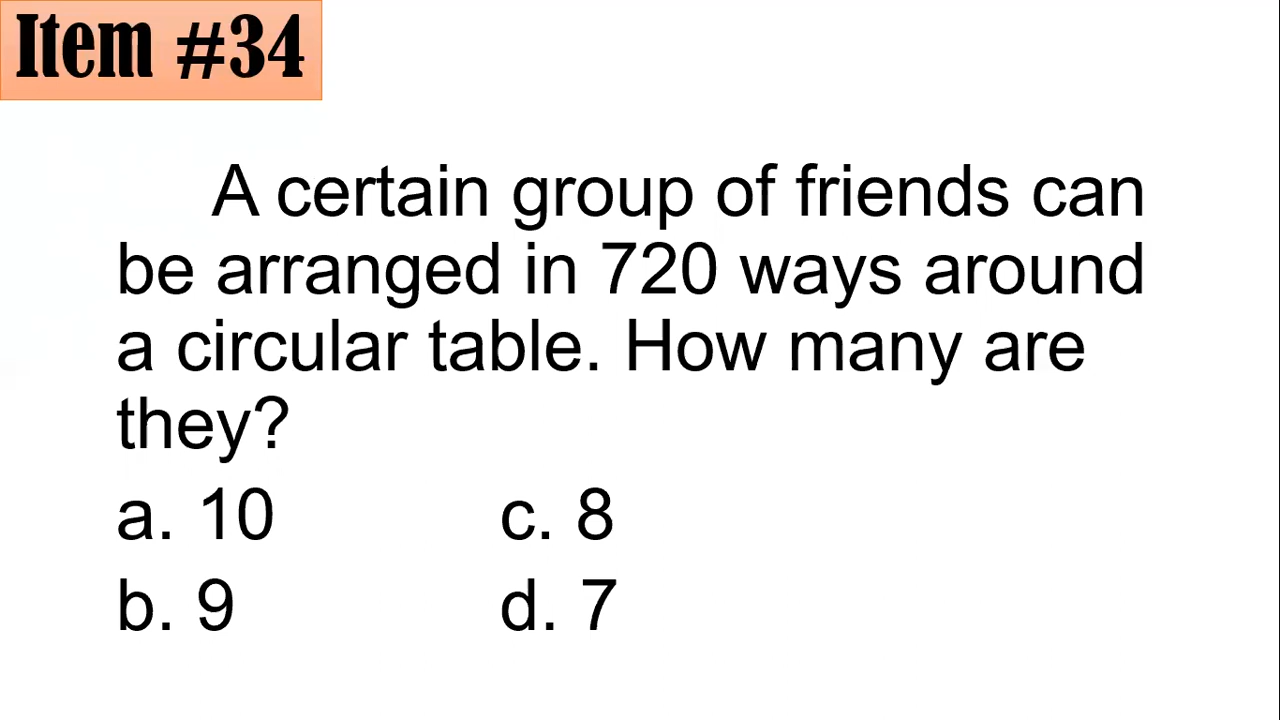 Item #34
A certain group of friends can
be arranged in 720 ways around
a circular table. How many are
they?
a. 10 c. 8
b. 9 d. 7